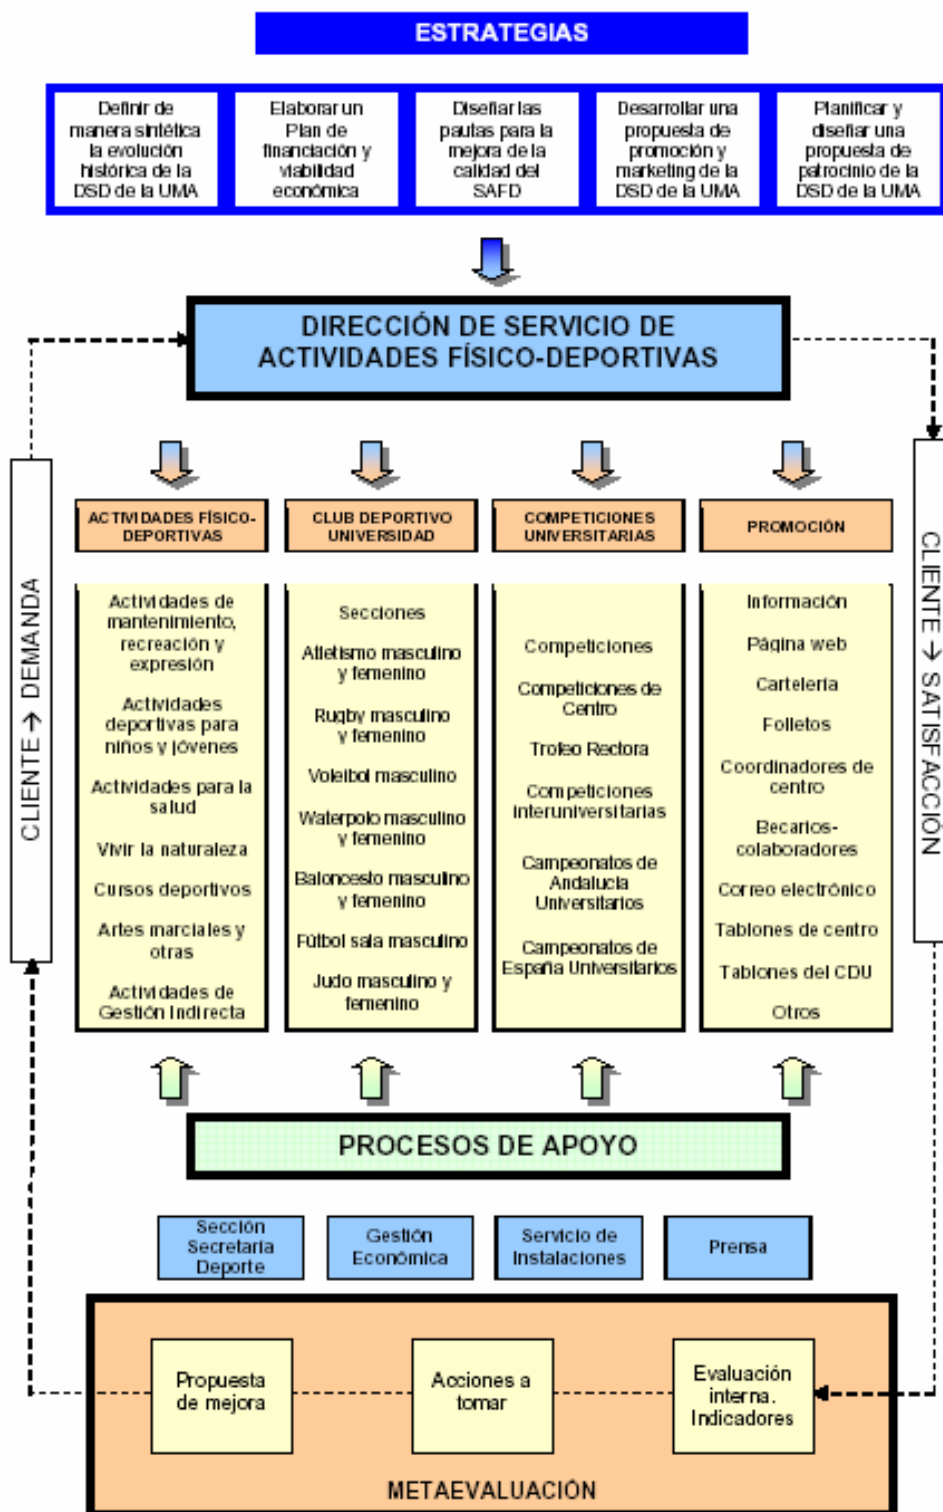 ESTRATEGIAS
Definir de
manera sintética
la evolución
histórica de la
DSD de la UMA
Elaborar un
Plan de
financiación y
viabilidad
económica
Diseñar las
pautas para la
mejora de la
calidad del
SAFD
Desarrollar una
propuesta de
promoción y
marketing de la
DSD de la UMA
Planificar y
diseñar una
propuesta de
patrocinio de la
DSD de la UMA
DIRECCIÓN DE SERVICIO DE
ACTIVIDADES FÍSICO-DEPORTIVAS
CLIENTE → DEMANDA
ACTIVIDADES FÍSICO-
DEPORTIVAS
Actividades de
mantenimiento,
recreación y
expresión
Actividades
deportivas para
niños y jóvenes
Actividades para la
salud
Vivir la naturaleza
Cursos deportivos
Artes marciales y
otras
Actividades de
Gestión Indirecta
CLUB DEPORTIVO
UNIVERSIDAD
Secciones
Atletismo masculino
y femenino
Rugby masculino
y femenino
Voleibol masculino
Waterpolo masculino
y femenino
Baloncesto masculino
y femenino
Fútbol sala masculino
Judo masculino y
femenino
COMPETICIONES
UNIVERSITARIAS
Competiciones
Competiciones de
Centro
Trofeo Rectora
Competiciones
interuniversitarias
Campeonatos de
Andalucía
Universitarios
Campeonatos de
España Universitarios
PROMOCIÓN
Información
Página web
Cartelería
Folletos
Coordinadores de
centro
Becarios-
colaboradores
Correo electrónico
Tablones de centro
Tablones del CDU
Otros
CLIENTE → SATISFACCIÓN
PROCESOS DE APOYO
Sección
Secretaría
Deporte
Gestión
Económica
Servicio de
Instalaciones
Prensa
Propuesta
de mejora
Acciones a
tomar
Evaluación
interna.
Indicadores
METAEVALUACIÓN